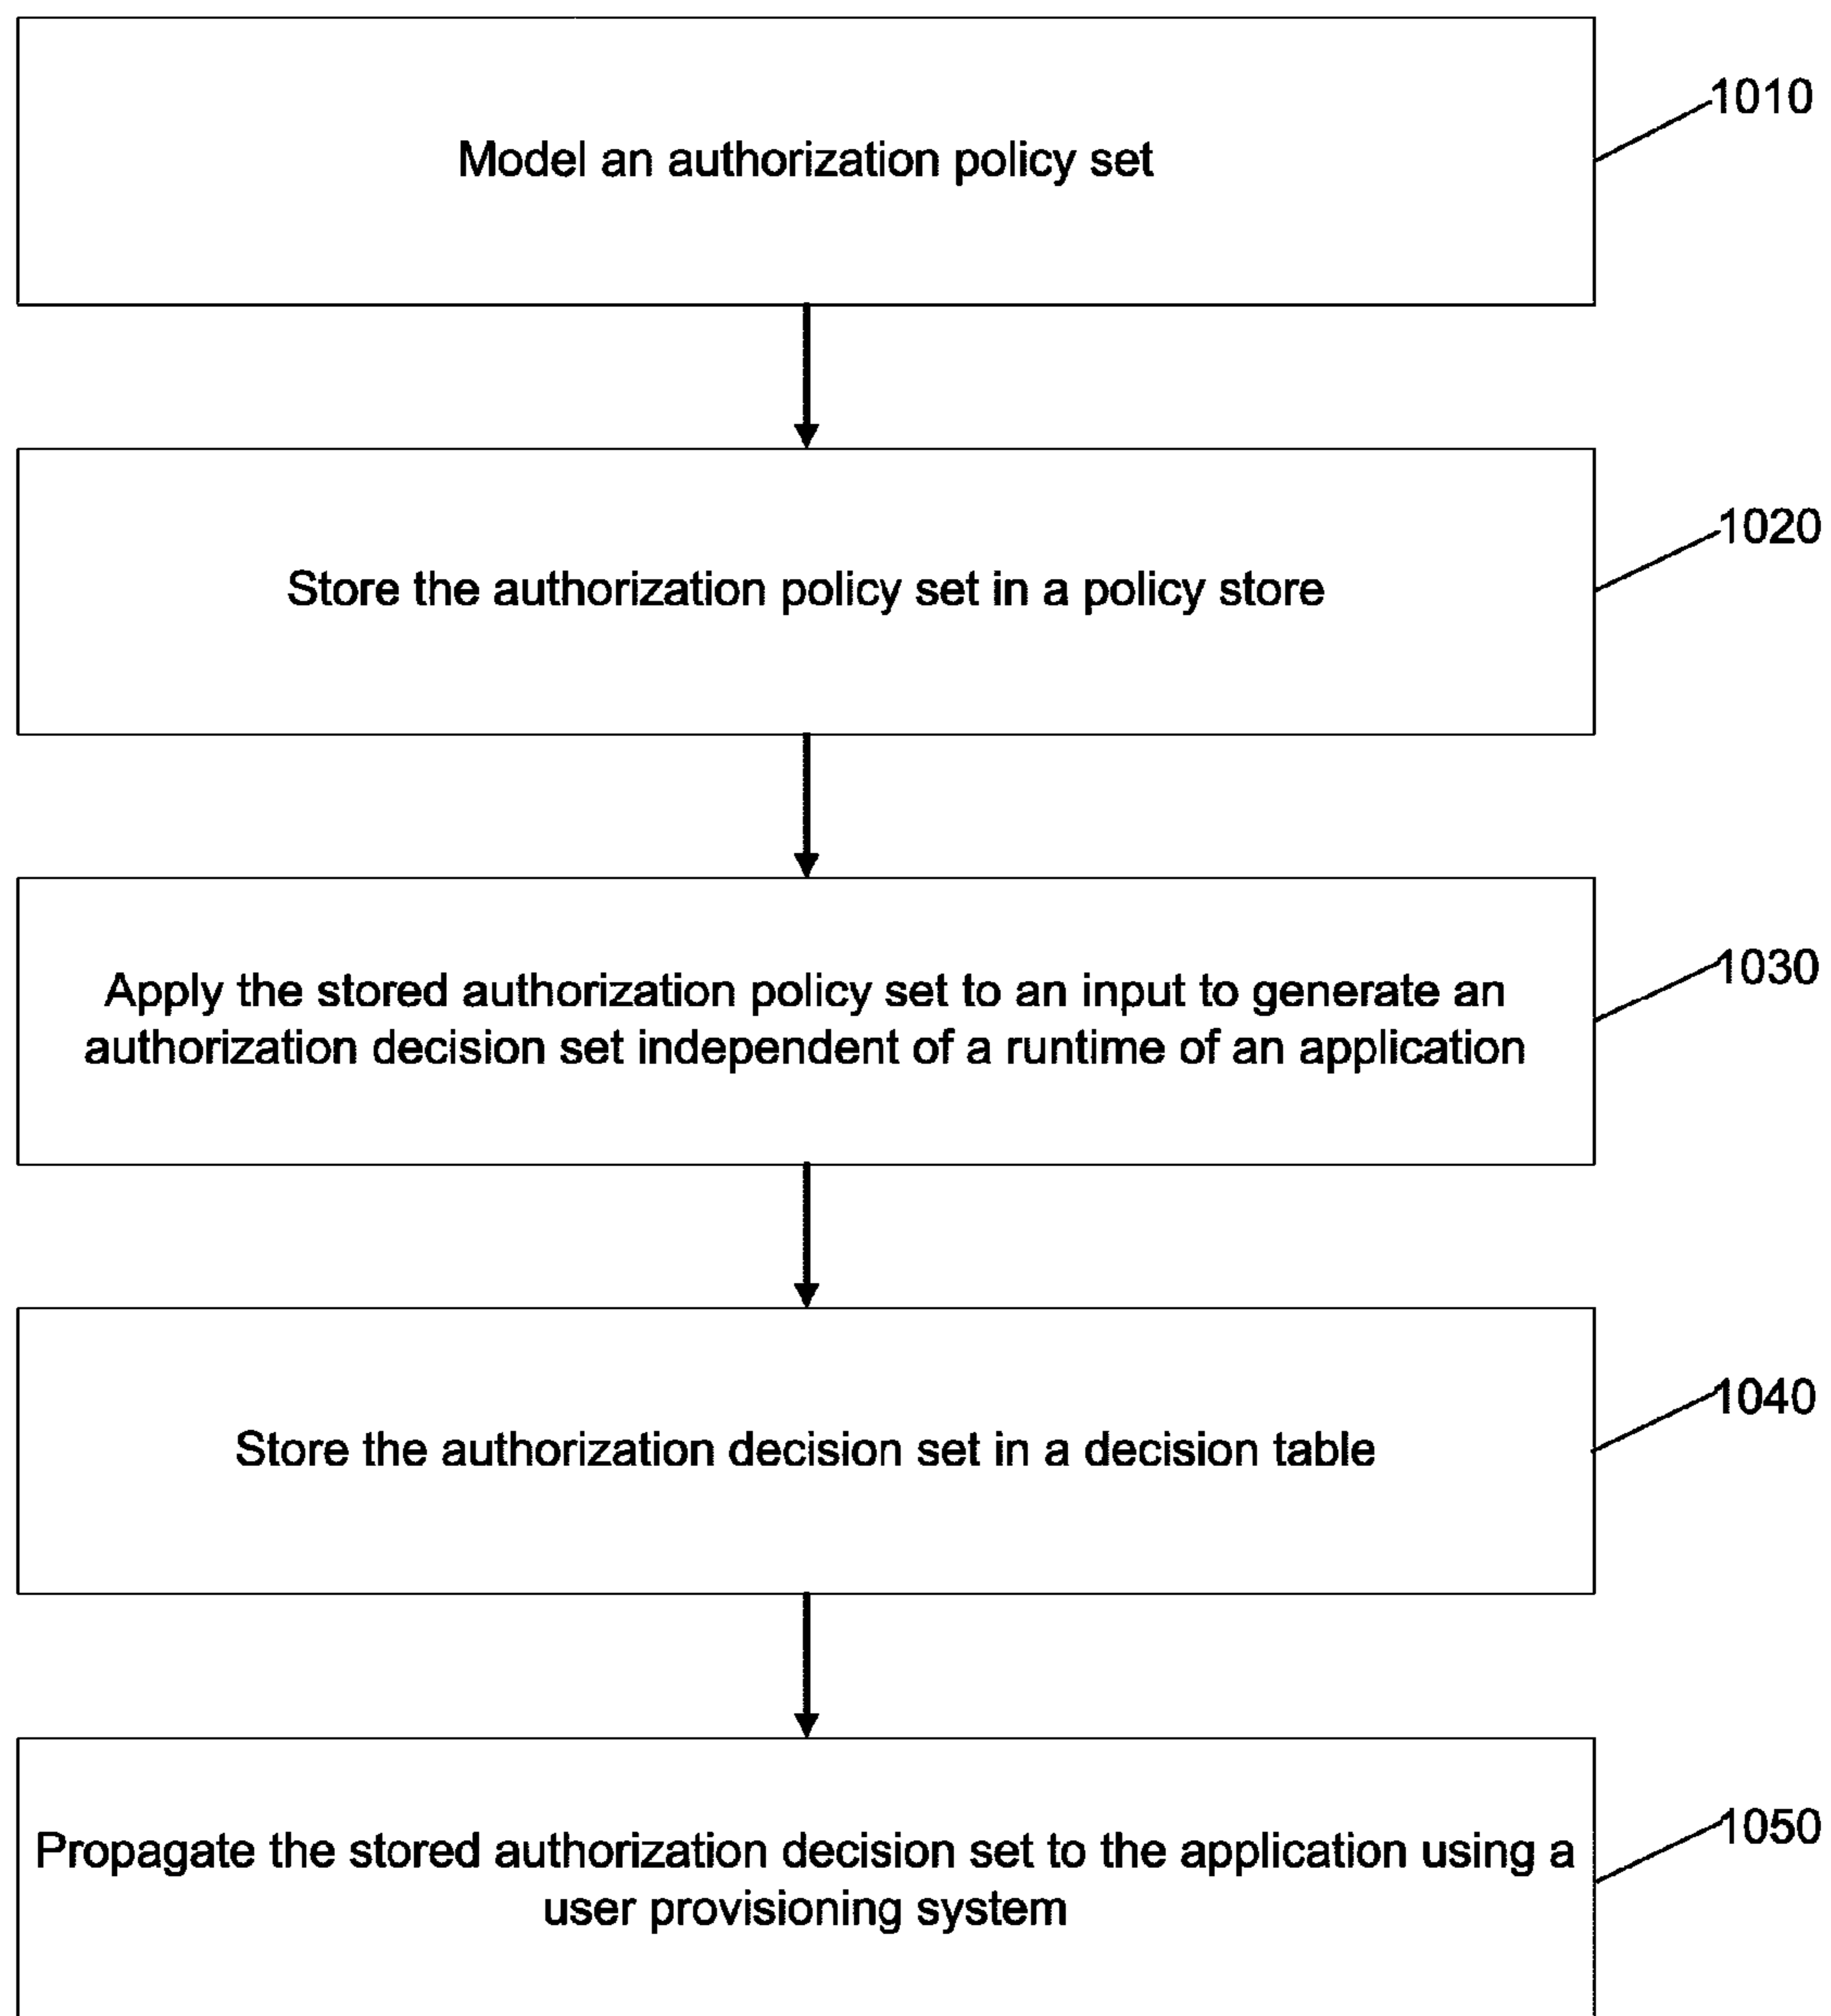 1010
Model an authorization policy set
1020
Store the authorization policy set in a policy store
1030
Apply the stored authorization policy set to an input to generate an
authorization decision set independent of a runtime of an application
1040
Store the authorization decision set in a decision table
1050
Propagate the stored authorization decision set to the application using a
user provisioning system